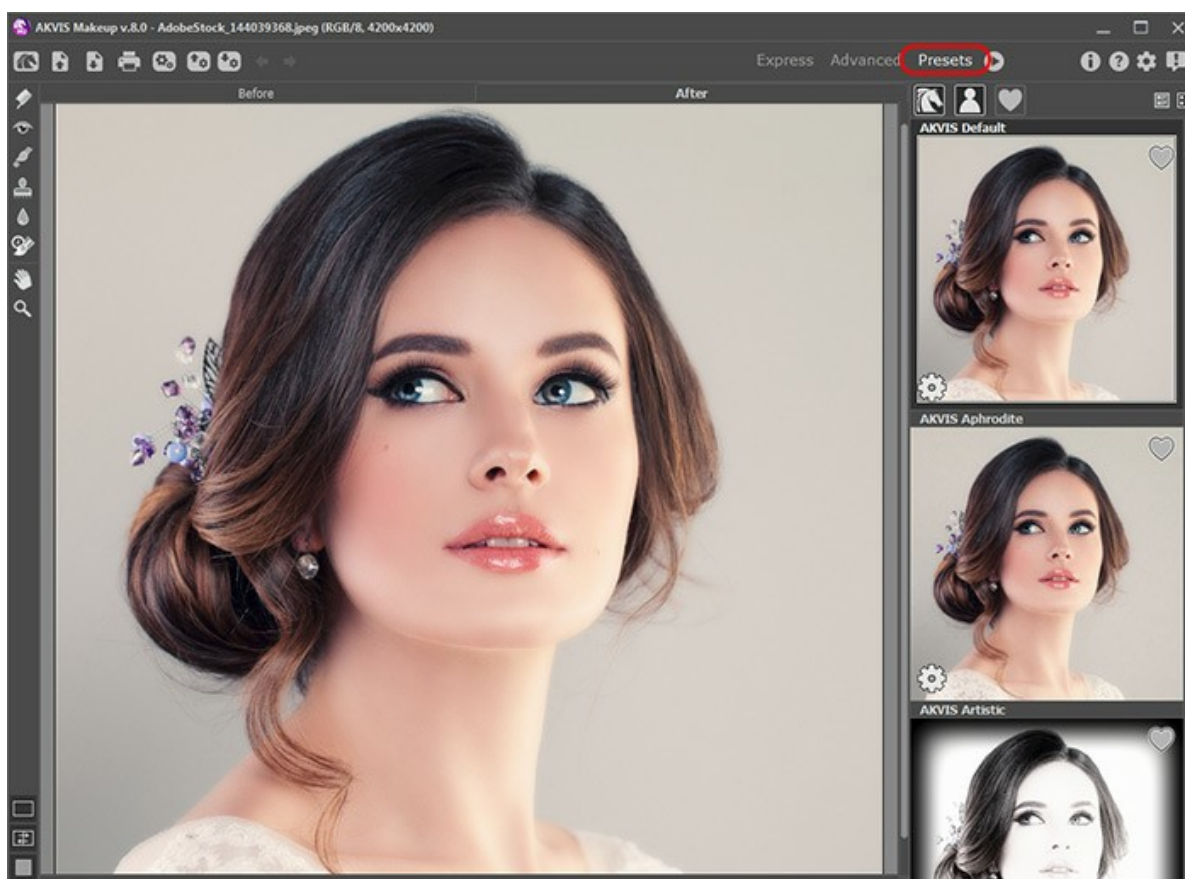 AKVIS Makeup v.8.0 - AdobeStock_144039368.jpeg (RGB/8, 4200x4200)
Express Advanced Presets
Before After
AKVIS Default
AKVIS Aphrodite
AKVIS Artistic